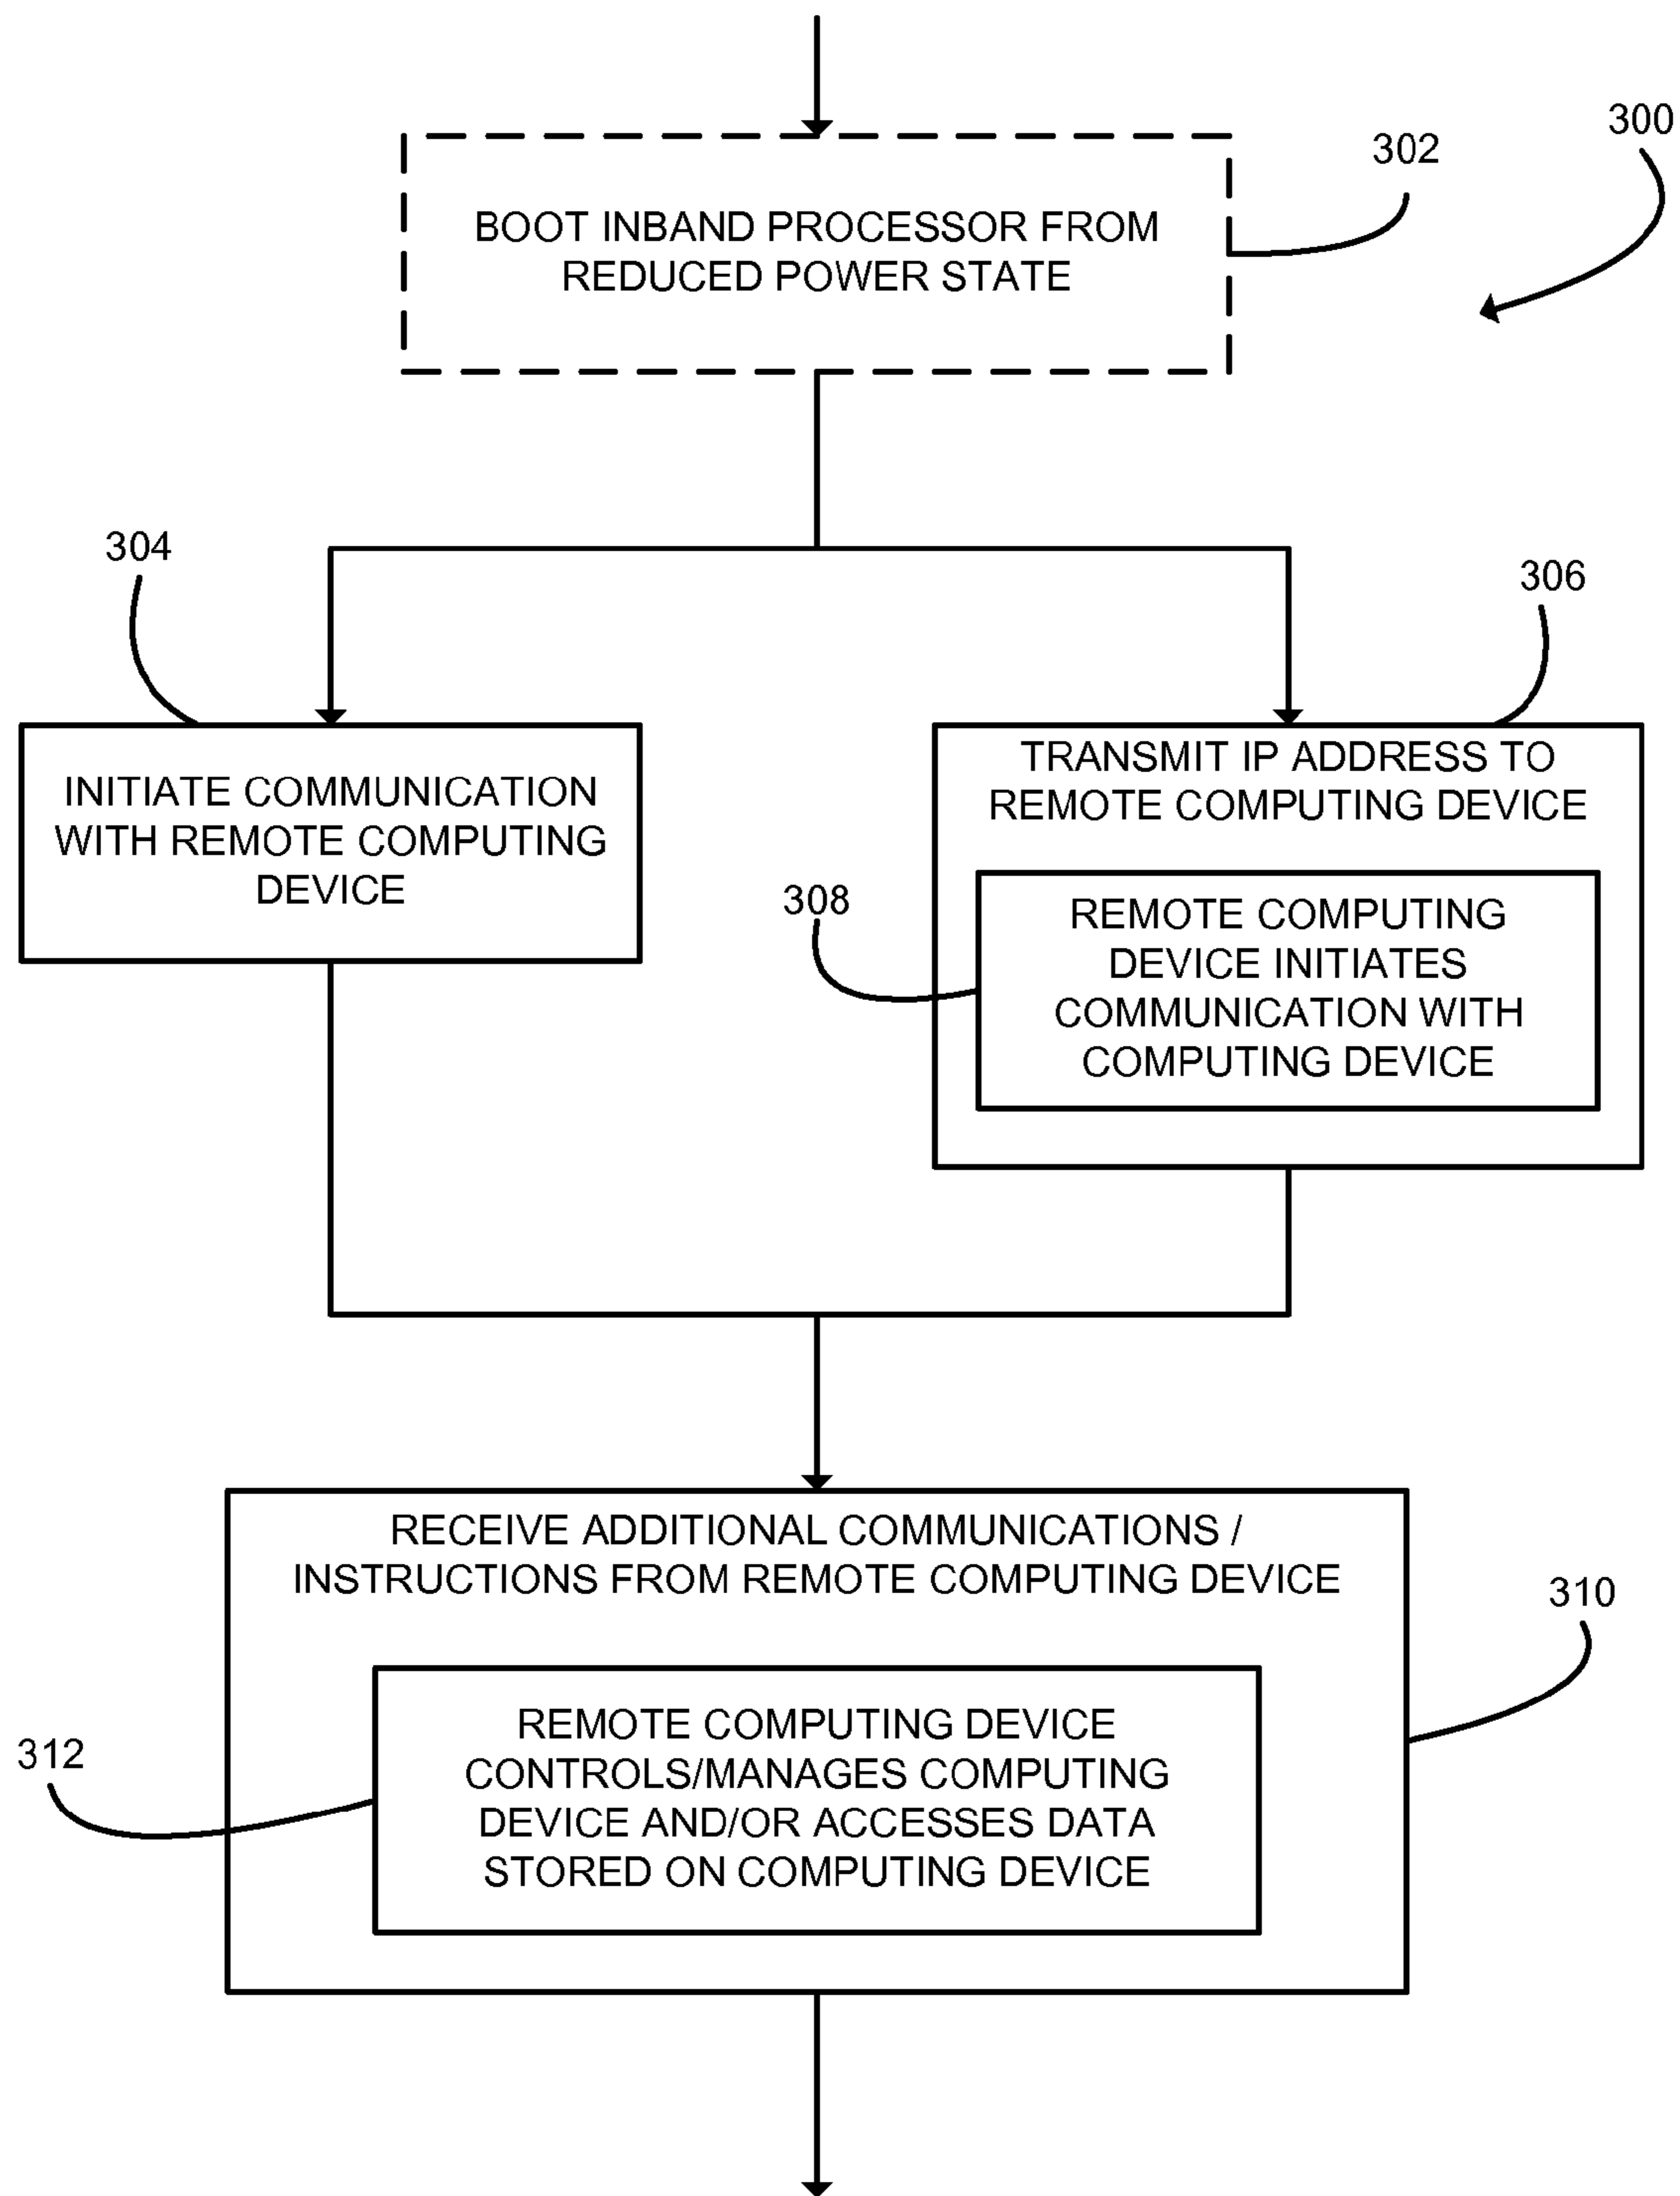 300
302
BOOT INBAND PROCESSOR FROM
REDUCED POWER STATE
304
306
INITIATE COMMUNICATION
WITH REMOTE COMPUTING
DEVICE
TRANSMIT IP ADDRESS TO
REMOTE COMPUTING DEVICE
308
REMOTE COMPUTING
DEVICE INITIATES
COMMUNICATION WITH
COMPUTING DEVICE
RECEIVE ADDITIONAL COMMUNICATIONS /
INSTRUCTIONS FROM REMOTE COMPUTING DEVICE
310
312
REMOTE COMPUTING DEVICE
CONTROLS/MANAGES COMPUTING
DEVICE AND/OR ACCESSES DATA
STORED ON COMPUTING DEVICE